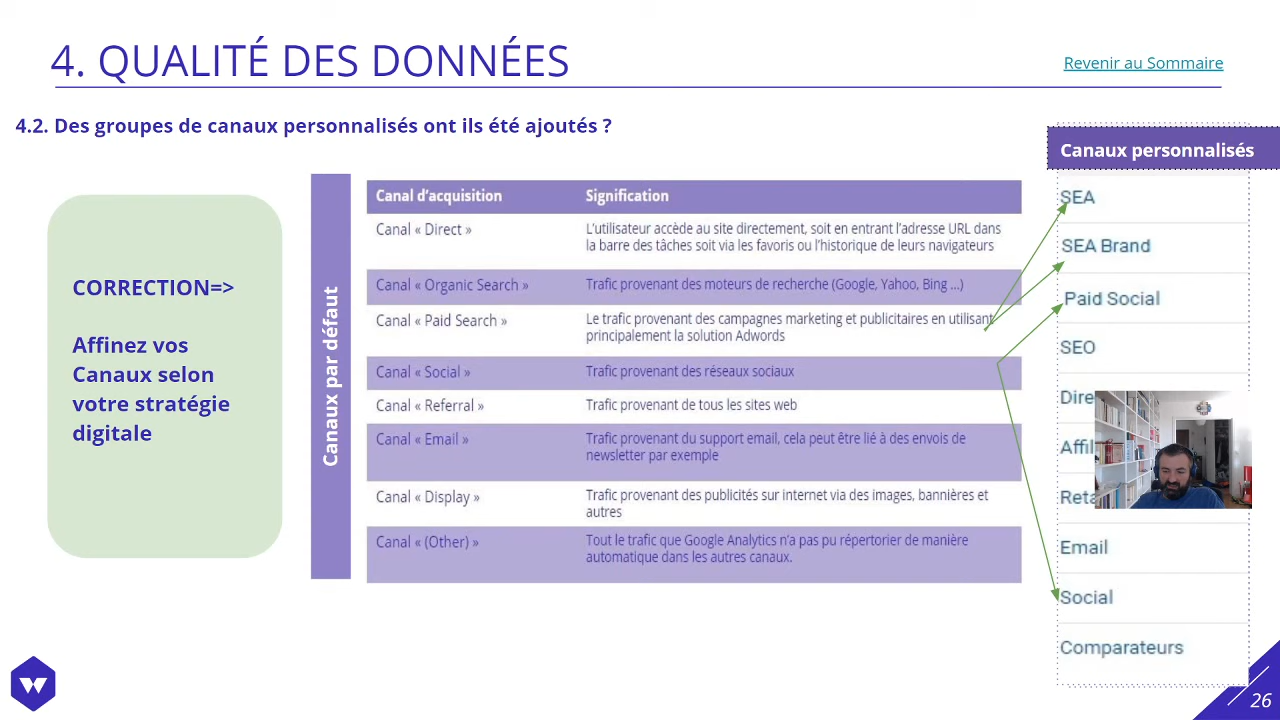 4. QUALITÉ DES DONNÉES
Revenir au Sommaire
4.2. Des groupes de canaux personnalisés ont ils été ajoutés ?
CORRECTION=>
Affinez vos
Canaux selon
votre stratégie
digitale
Canaux par défaut
Canal d'acquisition Signification
Canal « Direct » L'utilisateur accède au site directement, soit en entrant l'adresse URL dans
la barre des tâches soit via les favoris ou l'historique de leurs navigateurs
Canal « Organic Search » Trafic provenant des moteurs de recherche (Google, Yahoo, Bing ...)
Canal « Paid Search » Le trafic provenant des campagnes marketing et publicitaires en utilisant
principalement la solution Adwords
Canal « Social » Trafic provenant des réseaux sociaux
Canal « Referral » Trafic provenant de tous les sites web
Canal « Email » Trafic provenant du support email, cela peut être lié à des envois de
newsletter par exemple
Canal « Display » Trafic provenant des publicités sur internet via des images, bannières et
autres
Canal « (Other) » Tout le trafic que Google Analytics n'a pas pu répertorier de manière
automatique dans les autres canaux.
Canaux personnalisés
SEA
SEA Brand
Paid Social
SEO
Email
Social
Comparateurs
26